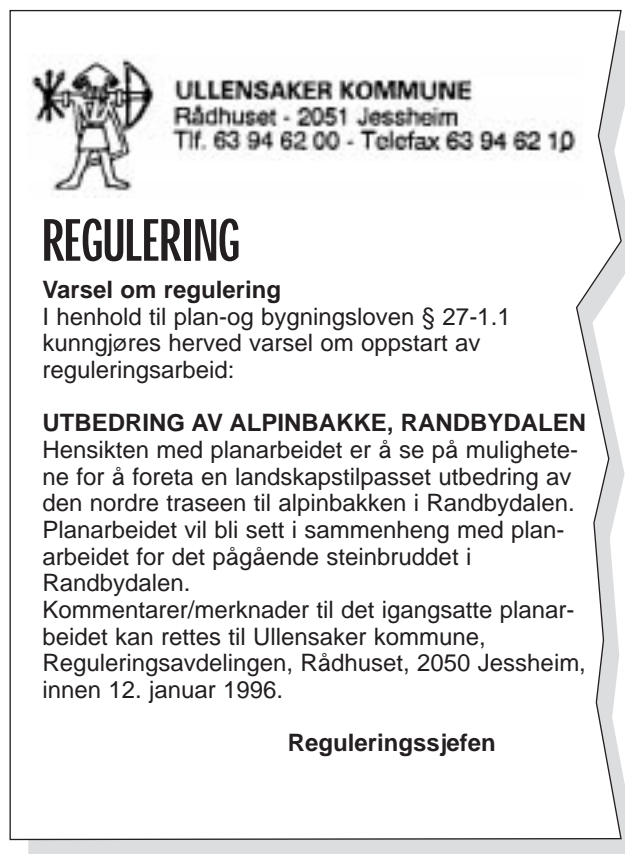 ULLENSAKER KOMMUNE
Rådhuset - 2051 Jessheim
Tlf. 63 94 62 00 - Telefax 63 94 62 10
REGULERING
Varsel om regulering
I henhold til plan-og bygningsloven § 27-1.1
kunngjøres herved varsel om oppstart av
reguleringsarbeid:
UTBEDRING AV ALPINBAKKE, RANDBYDALEN
Hensikten med planarbeidet er å se på mulighete-
ne for å foreta en landskapstilpasset utbedring av
den nordre traseen til alpinbakken i Randbydalen.
Planarbeidet vil bli sett i sammenheng med plan-
arbeidet for det pågående steinbruddet i
Randbydalen.
Kommentarer/merknader til det igangsatte planar-
beidet kan rettes til Ullensaker kommune,
Reguleringsavdelingen, Rådhuset, 2050 Jessheim,
innen 12. januar 1996.
Reguleringssjefen